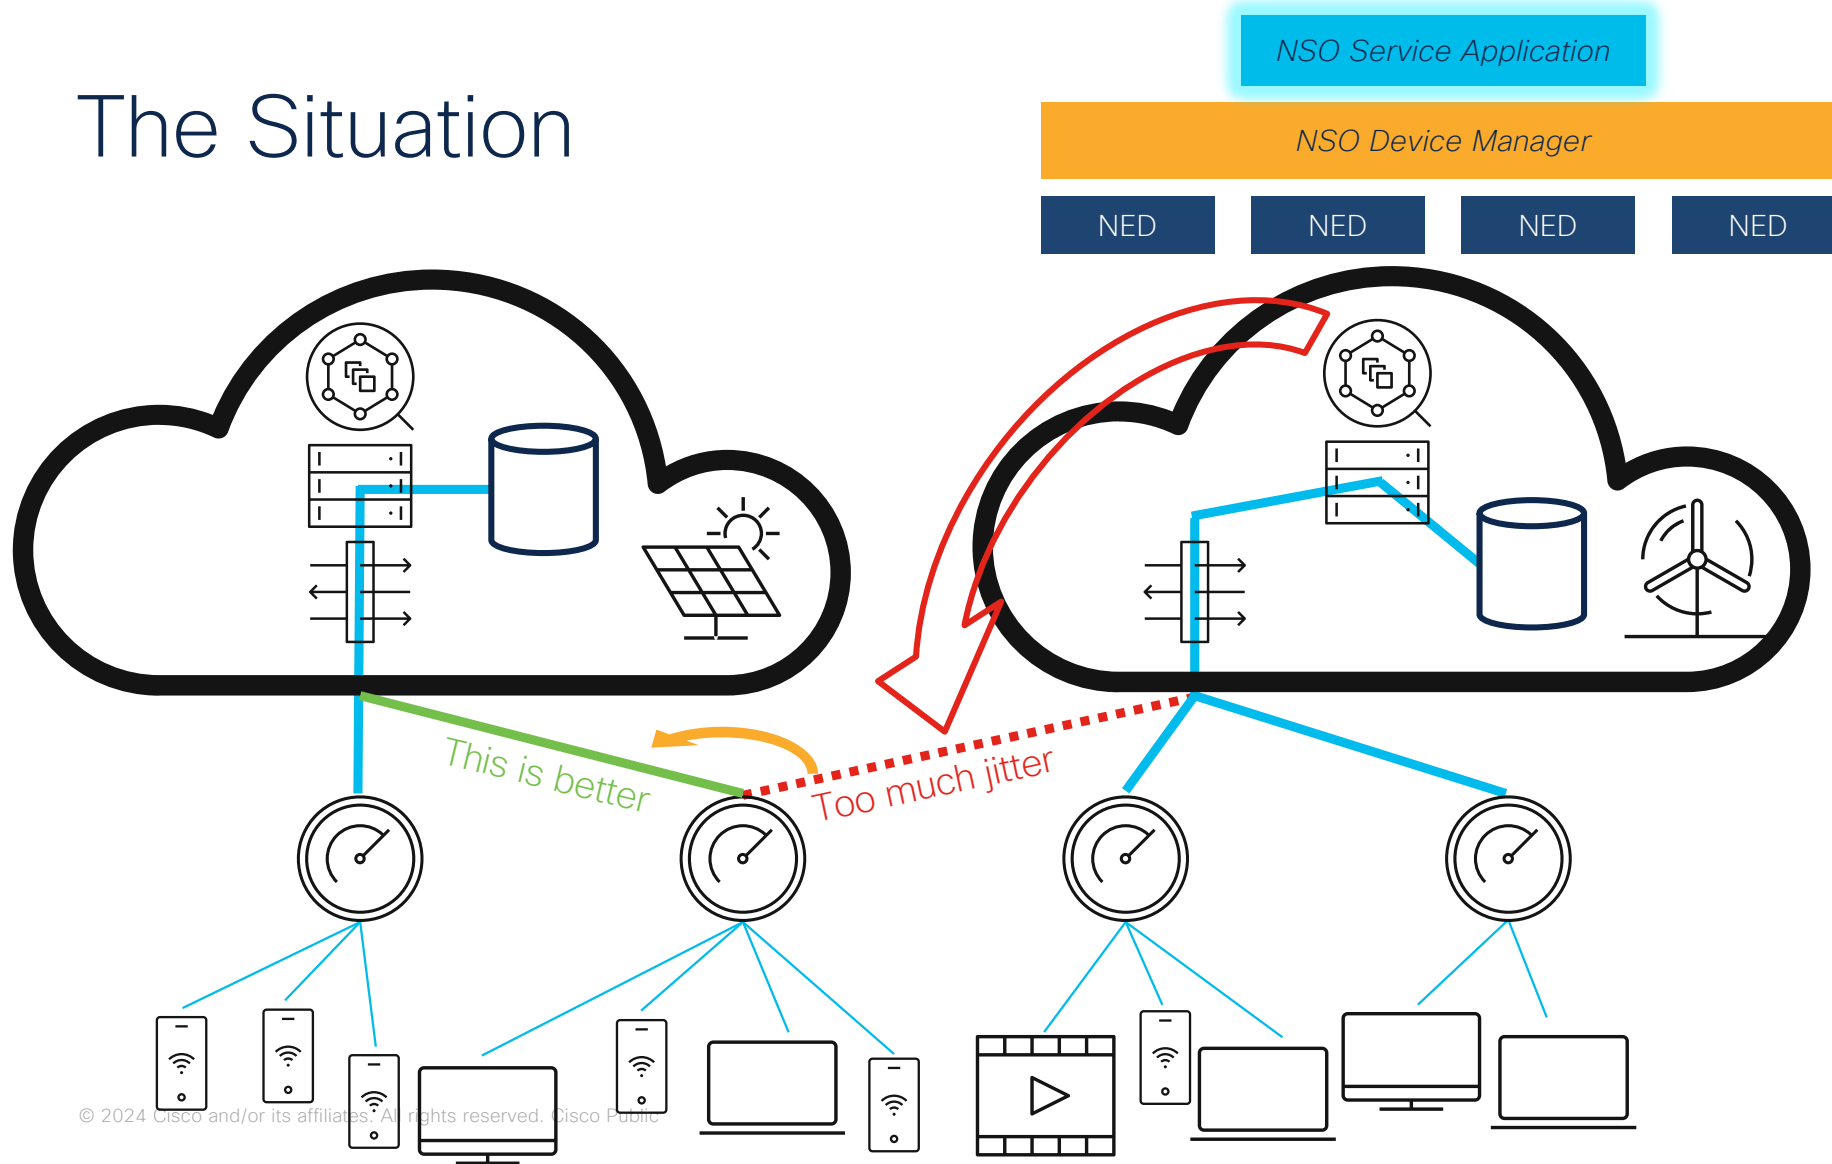 NSO Service Application
The Situation
NSO Device Manager
NED
NED
NED
NED
This is better
Too much jitter
© 2024 Cisco and/or its affiliates. All rights reserved. Cisco Public